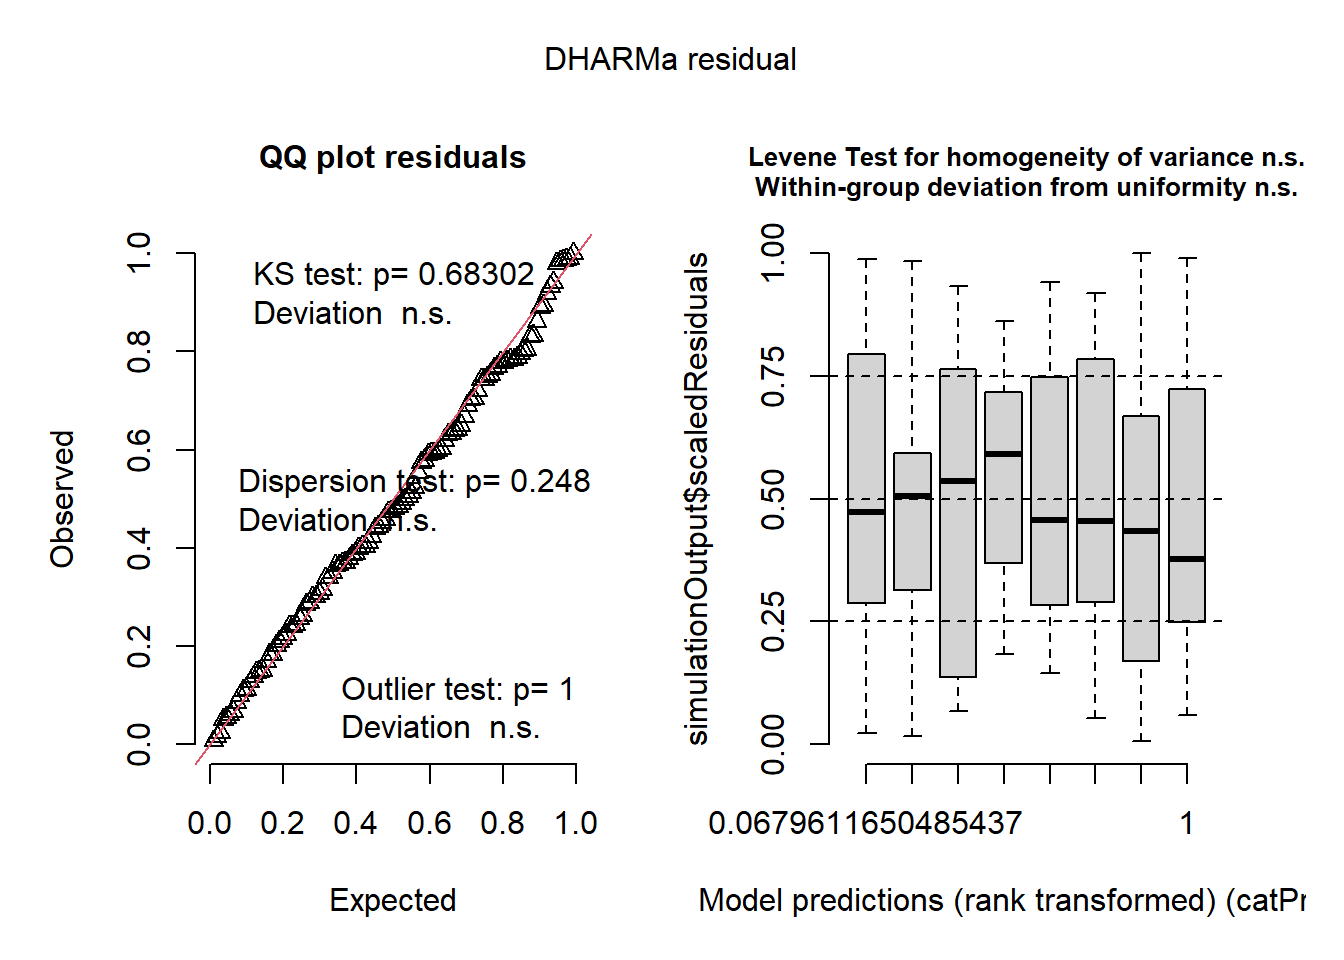 DHARMa residual
QQ plot residuals
KS test: p= 0.68302
Deviation  n.s.
Dispersion test: p= 0.248
Deviation  n.s.
Outlier test: p= 1
Deviation  n.s.
Observed
0.0 0.2 0.4 0.6 0.8 1.0
0.0 0.2 0.4 0.6 0.8 1.0
Expected
Levene Test for homogeneity of variance n.s.
Within-group deviation from uniformity n.s.
simulationOutput$scaledResiduals
0.00 0.25 0.50 0.75 1.00
0.0679611650485437 1
Model predictions (rank transformed) (catPr